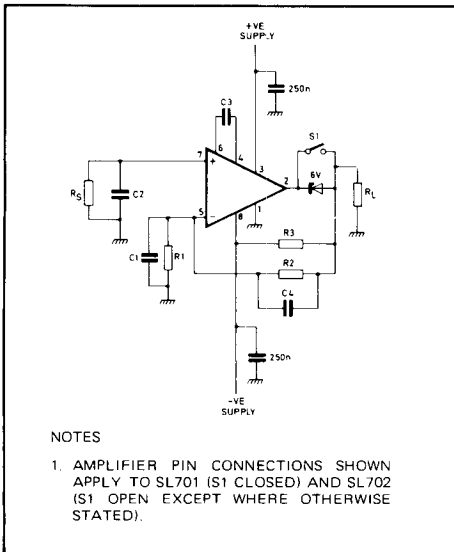 +VE
SUPPLY
250n
C3
S1
6
4
7
+
3
2
6V
RS
C2
5
-
8
1
RL
C1
R1
R3
R2
C4
250n
-VE
SUPPLY
NOTES
1. AMPLIFIER PIN CONNECTIONS SHOWN
APPLY TO SL701 (S1 CLOSED) AND SL702
(S1 OPEN EXCEPT WHERE OTHERWISE
STATED).